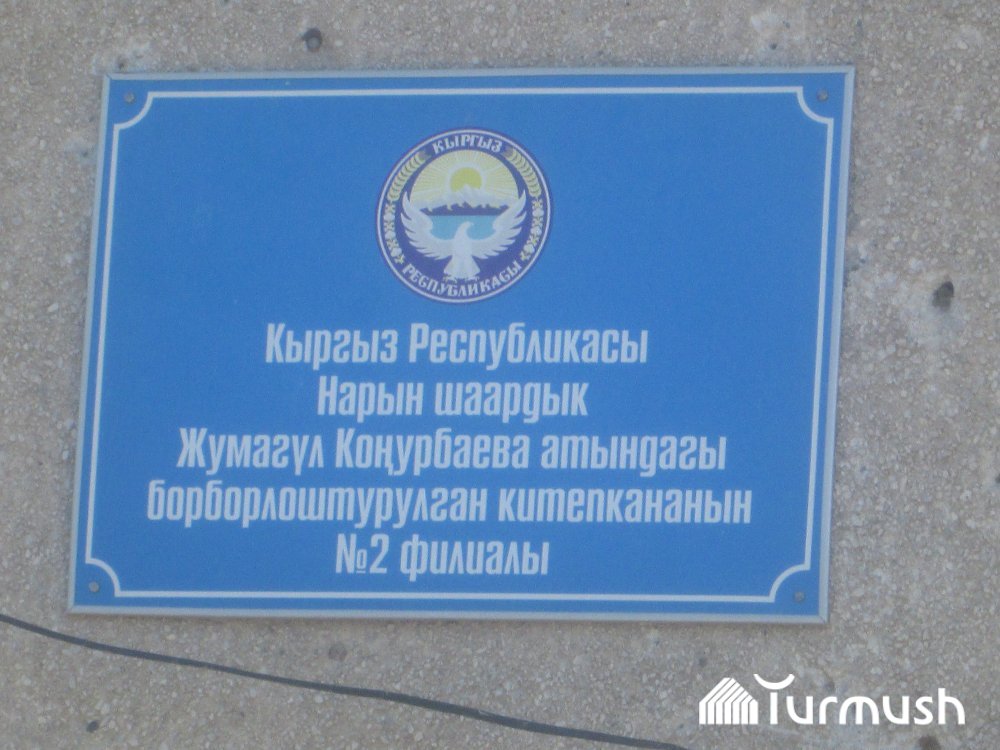 КЫРГЫЗ
РЕСПУБЛИКАСЫ
Кыргыз Республикасы
Нарын шаардык
Жумагүл Коңурбаева атындагы
борборлоштурулган китепкананын
№2 филиалы
Turmush